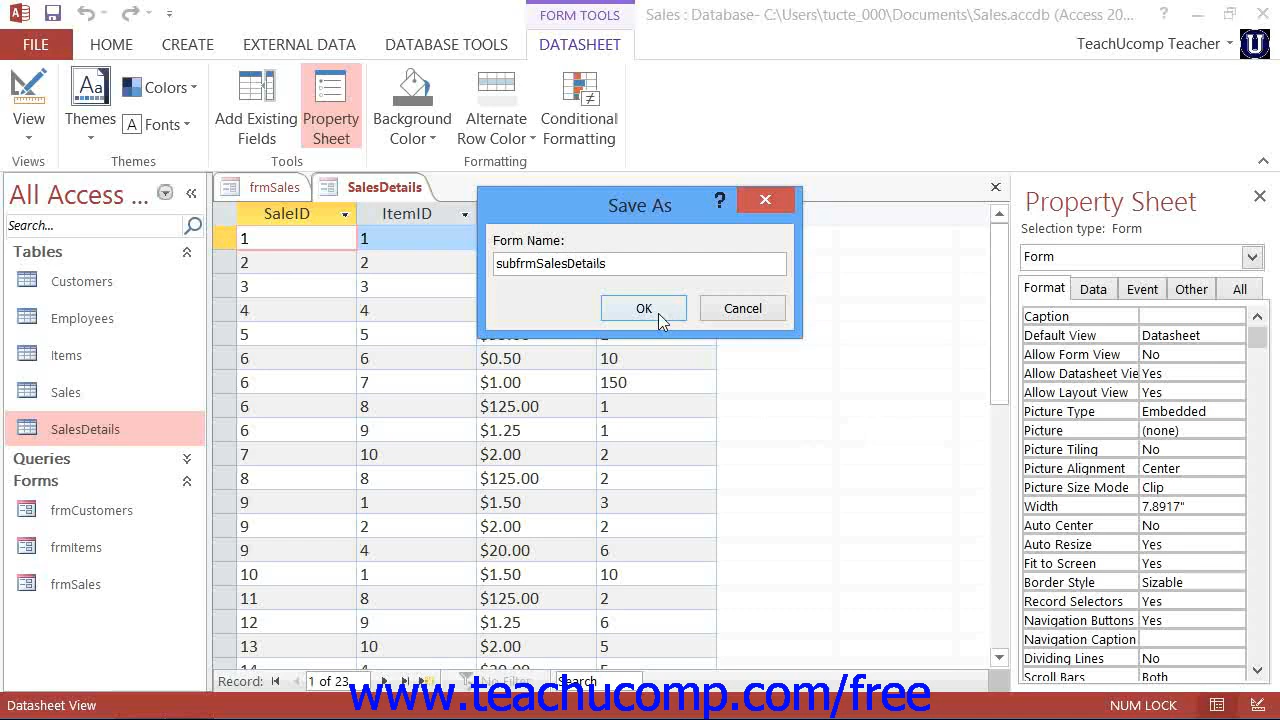 FORM TOOLS
Sales : Database- C:\Users\tucte_000\Documents\Sales.accdb (Access 20...
FILE HOME CREATE EXTERNAL DATA DATABASE TOOLS DATASHEET TeachUcomp Teacher
View
Themes
Colors
Fonts
Add Existing Fields
Property Sheet
Background Color
Alternate Row Color
Conditional Formatting
Views Themes Tools Formatting
All Access ...
Search...
Tables
Customers
Employees
Items
Sales
SalesDetails
Queries
Forms
frmCustomers
frmItems
frmSales
frmSales SalesDetails
SaleID ItemID
1 1
2 2
3 3
4 4
5 5
6 6 $0.50 10
6 7 $1.00 150
6 8 $125.00 1
6 9 $1.25 1
7 10 $2.00 2
8 8 $125.00 2
9 1 $1.50 3
9 2 $2.00 2
9 4 $20.00 6
10 1 $1.50 10
11 8 $125.00 2
12 9 $1.25 6
13 10 $2.00 5
Record: 1 of 23 No Filter Search
Save As
?
Form Name:
subfrmSalesDetails
OK Cancel
Property Sheet
Selection type: Form
Form
Format Data Event Other All
Caption
Default View Datasheet
Allow Form View No
Allow Datasheet Vie Yes
Allow Layout View Yes
Picture Type Embedded
Picture (none)
Picture Tiling No
Picture Alignment Center
Picture Size Mode Clip
Width 7.8917"
Auto Center No
Auto Resize Yes
Fit to Screen Yes
Border Style Sizable
Record Selectors Yes
Navigation Buttons Yes
Navigation Caption
Dividing Lines No
Scroll Bars Both
www.teachucomp.com/free
Datasheet View NUM LOCK